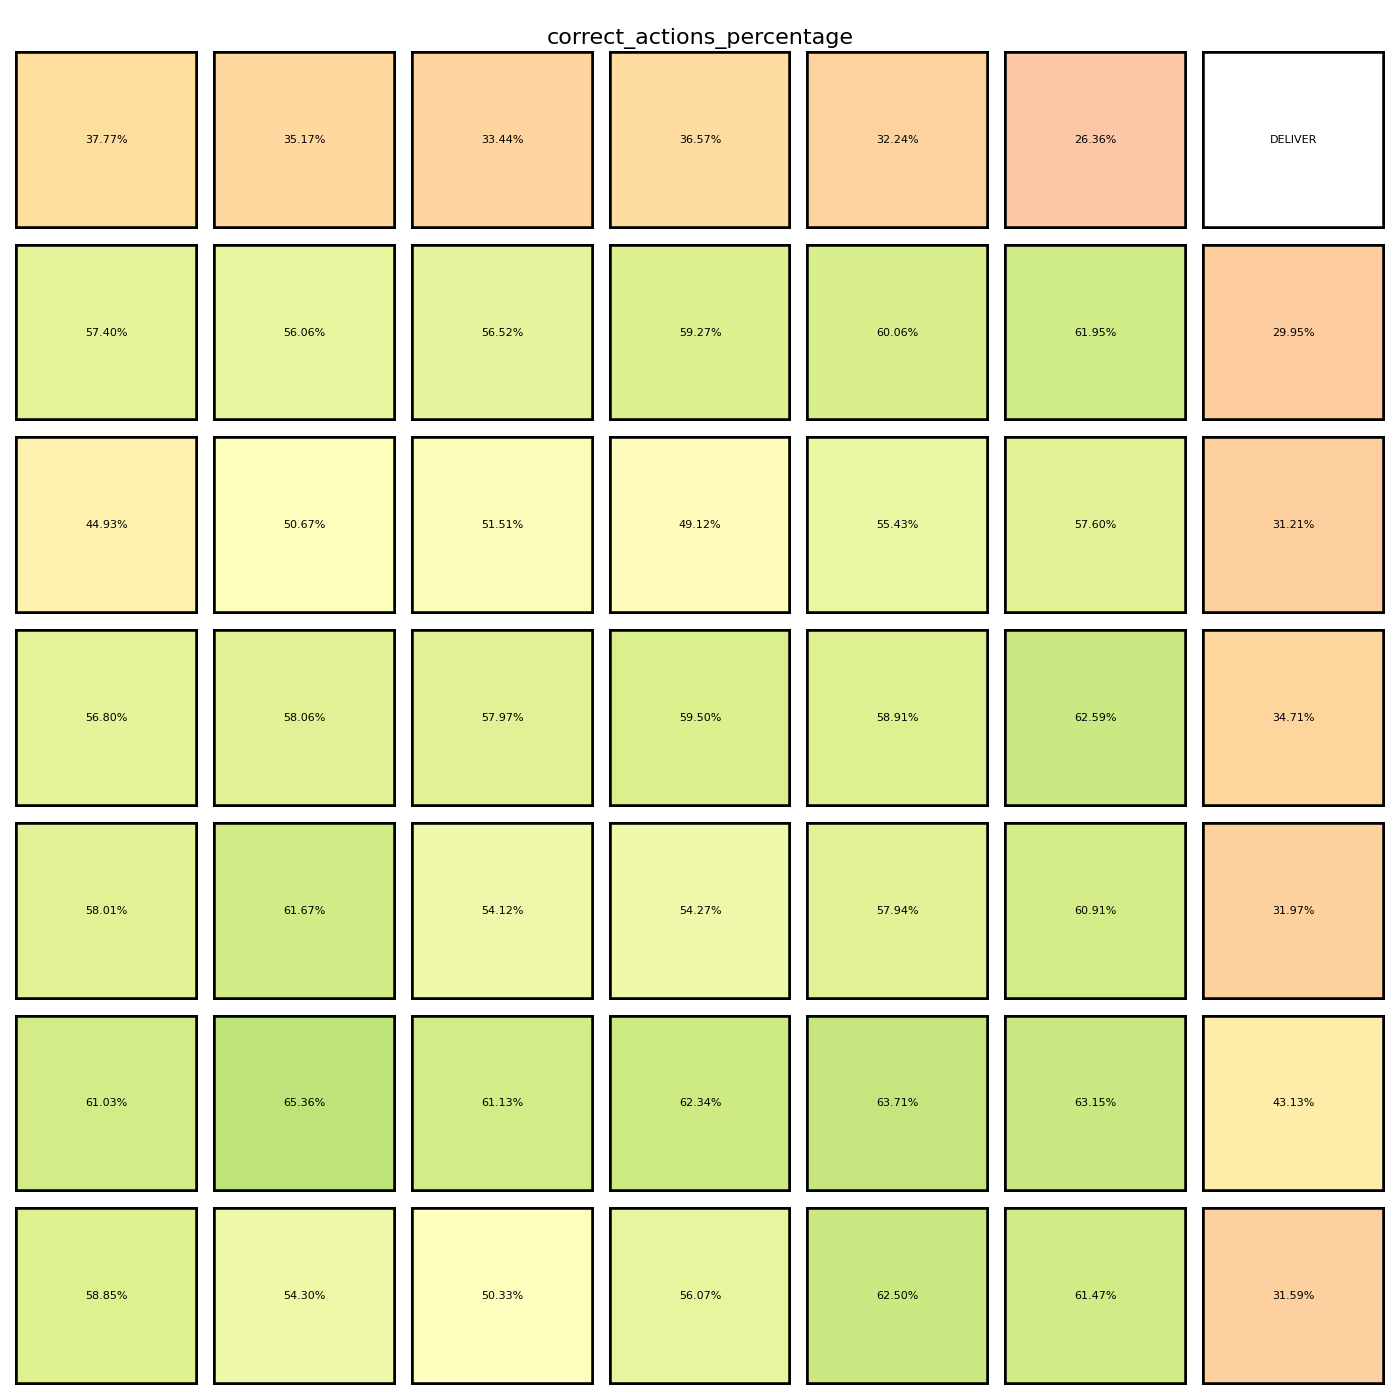 correct_actions_percentage
37.77% 35.17% 33.44% 36.57% 32.24% 26.36% DELIVER
57.40% 56.06% 56.52% 59.27% 60.06% 61.95% 29.95%
44.93% 50.67% 51.51% 49.12% 55.43% 57.60% 31.21%
56.80% 58.06% 57.97% 59.50% 58.91% 62.59% 34.71%
58.01% 61.67% 54.12% 54.27% 57.94% 60.91% 31.97%
61.03% 65.36% 61.13% 62.34% 63.71% 63.15% 43.13%
58.85% 54.30% 50.33% 56.07% 62.50% 61.47% 31.59%